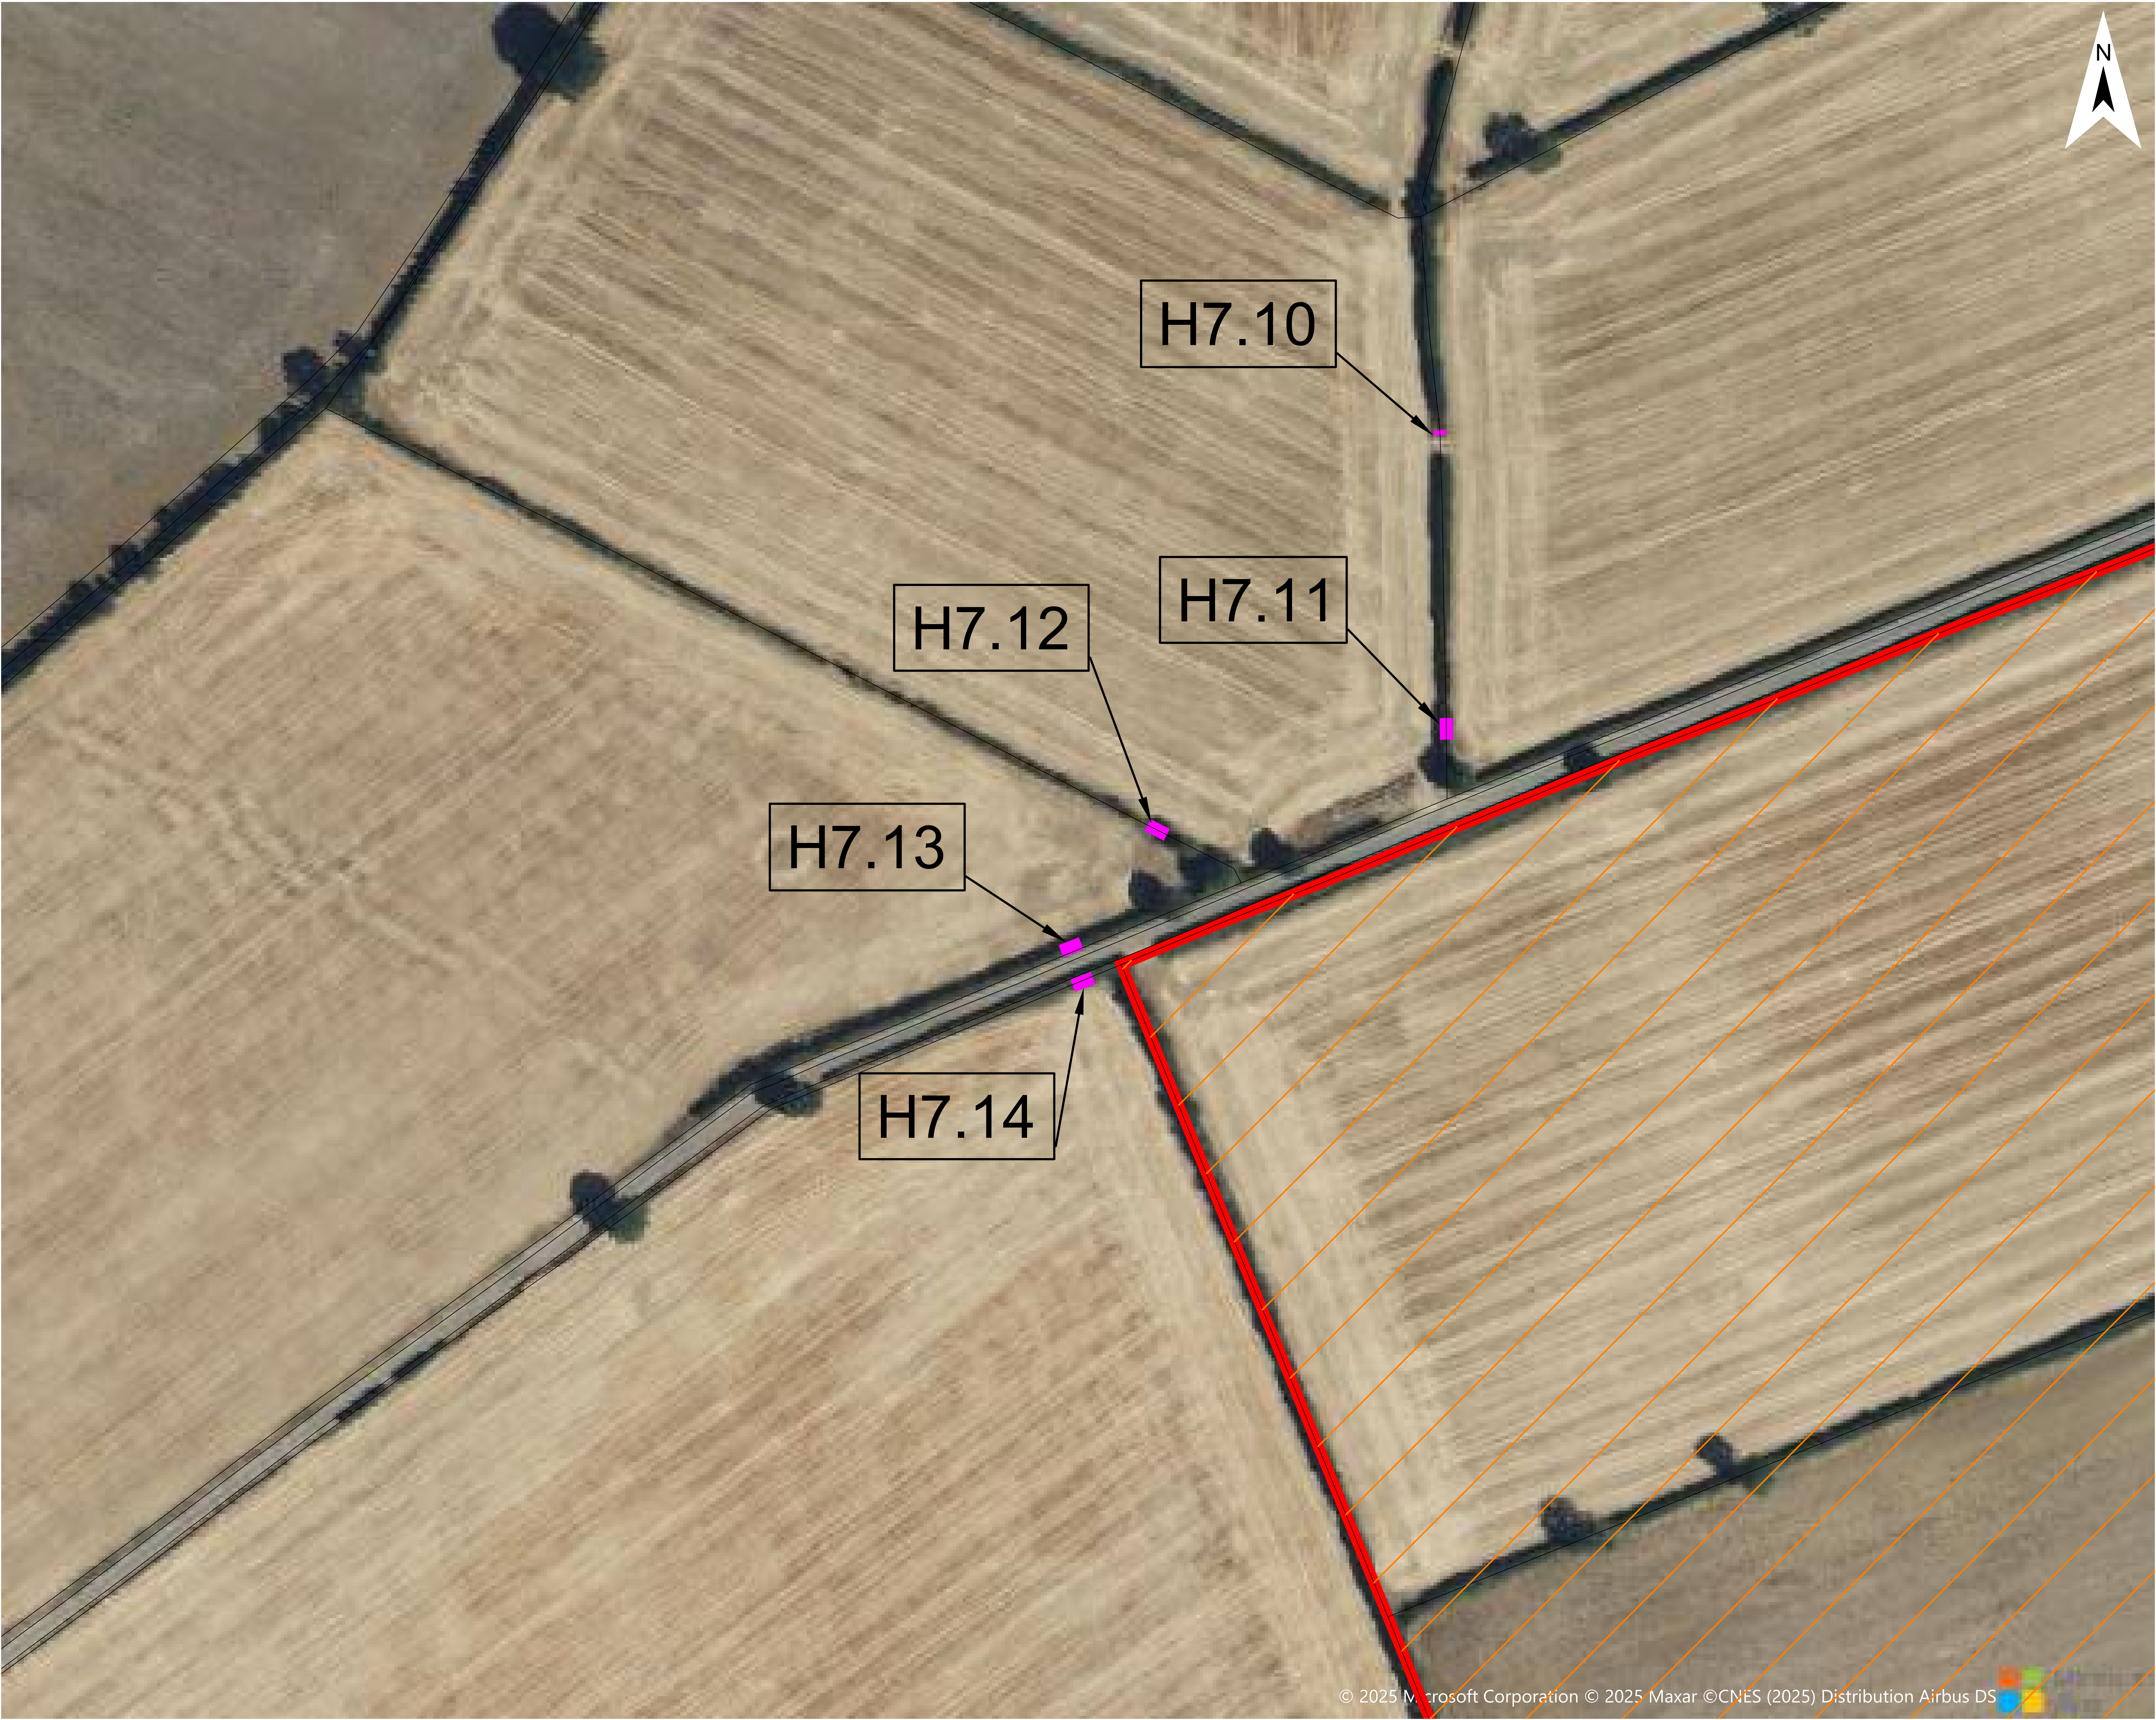 N
H7.10
H7.11
H7.12
H7.13
H7.14
© 2025 Microsoft Corporation © 2025 Maxar ©CNES (2025) Distribution Airbus DS